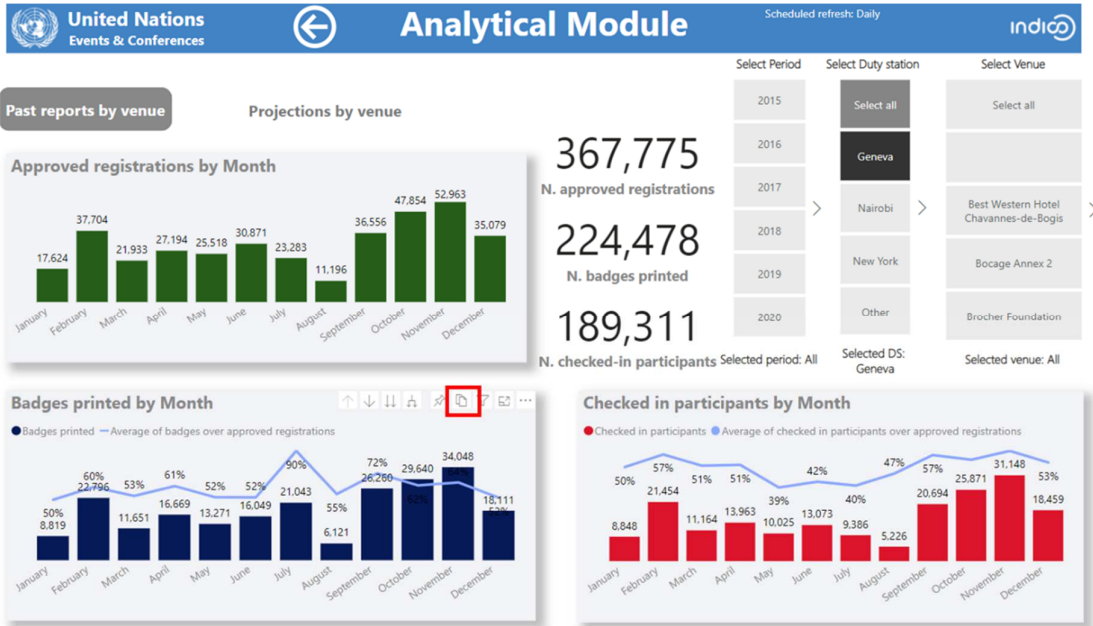 United Nations
Events & Conferences
Analytical Module
Scheduled refresh: Daily
indico
Select Period
Select Duty station
Select Venue
Past reports by venue
Projections by venue
2015
2016
2017
2018
2019
2020
Select all
Geneva
Nairobi
New York
Other
Select all
Best Western Hotel
Chavannes-de-Bogis
Bocage Annex 2
Brocher Foundation
367,775
N. approved registrations
224,478
N. badges printed
189,311
N. checked-in participants
Selected period: All
Selected DS:
Geneva
Selected venue: All
Approved registrations by Month
17,624
37,704
21,933
27,194
25,518
30,871
23,283
11,196
36,556
47,854
52,963
35,079
January
February
March
April
May
June
July
August
September
October
November
December
Badges printed by Month
Badges printed
Average of badges over approved registrations
50%
60%
53%
61%
52%
52%
90%
55%
72%
62%
53%
8,819
22,796
11,651
16,669
13,271
16,049
21,043
6,121
26,260
29,640
34,048
18,111
January
February
March
April
May
June
July
August
September
October
November
December
Checked in participants by Month
Checked in participants
Average of checked in participants over approved registrations
50%
57%
51%
51%
39%
42%
40%
47%
57%
53%
8,848
21,454
11,164
13,963
10,025
13,073
9,386
5,226
20,694
25,871
31,148
18,459
January
February
March
April
May
June
July
August
September
October
November
December